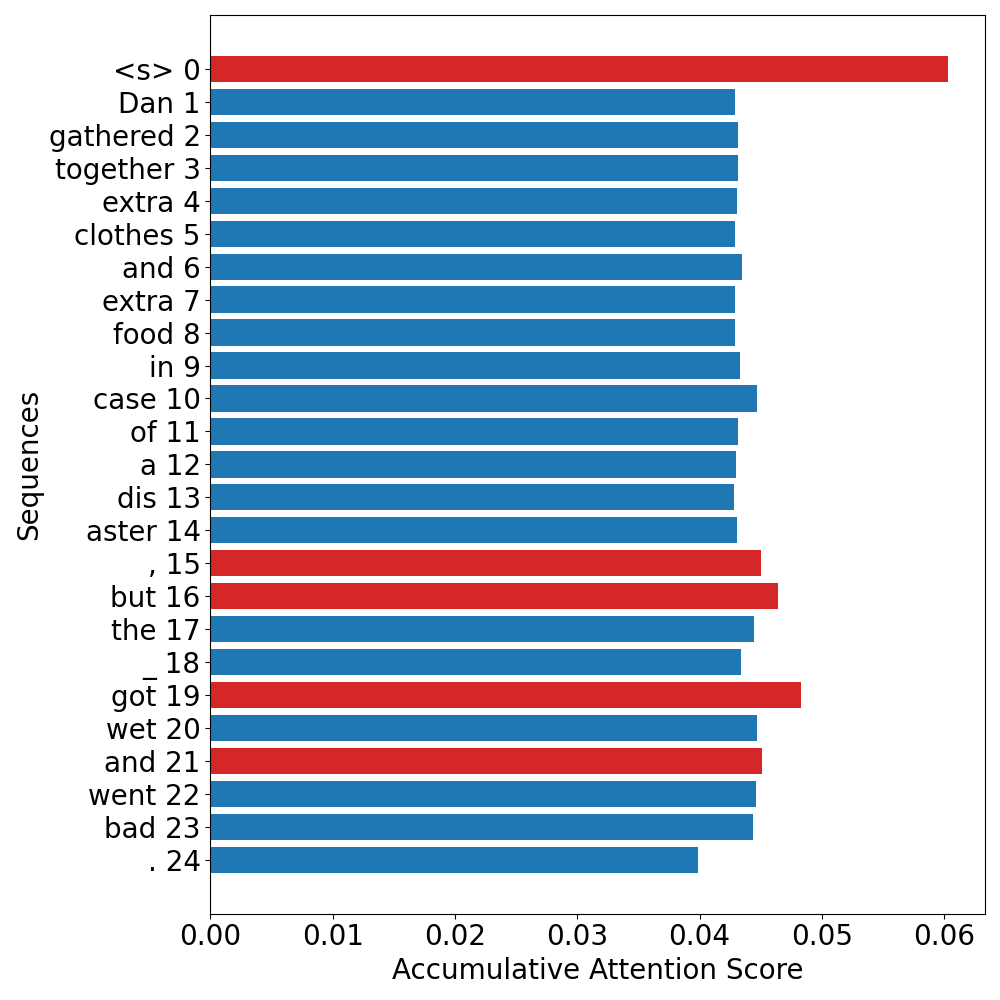 <s> 0
Dan 1
gathered 2
together 3
extra 4
clothes 5
and 6
extra 7
food 8
in 9
case 10
of 11
a 12
dis 13
aster 14
, 15
but 16
the 17
_ 18
got 19
wet 20
and 21
went 22
bad 23
. 24
Sequences
0.00 0.01 0.02 0.03 0.04 0.05 0.06
Accumulative Attention Score